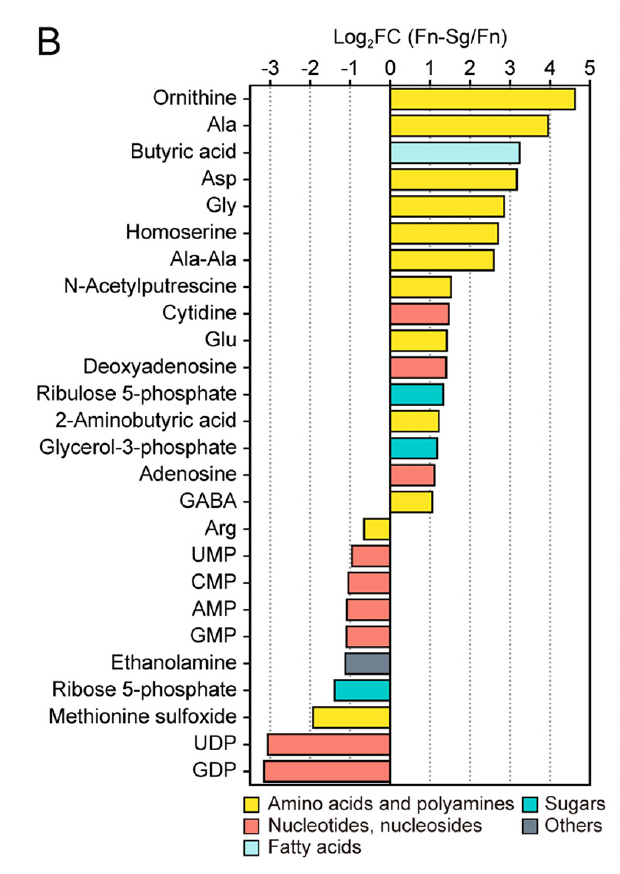 B
Log₂FC (Fn-Sg/Fn)
-3 -2 -1 0 1 2 3 4 5
Ornithine
Ala
Butyric acid
Asp
Gly
Homoserine
Ala-Ala
N-Acetylputrescine
Cytidine
Glu
Deoxyadenosine
Ribulose 5-phosphate
2-Aminobutyric acid
Glycerol-3-phosphate
Adenosine
GABA
Arg
UMP
CMP
AMP
GMP
Ethanolamine
Ribose 5-phosphate
Methionine sulfoxide
UDP
GDP
Amino acids and polyamines Sugars
Nucleotides, nucleosides Others
Fatty acids